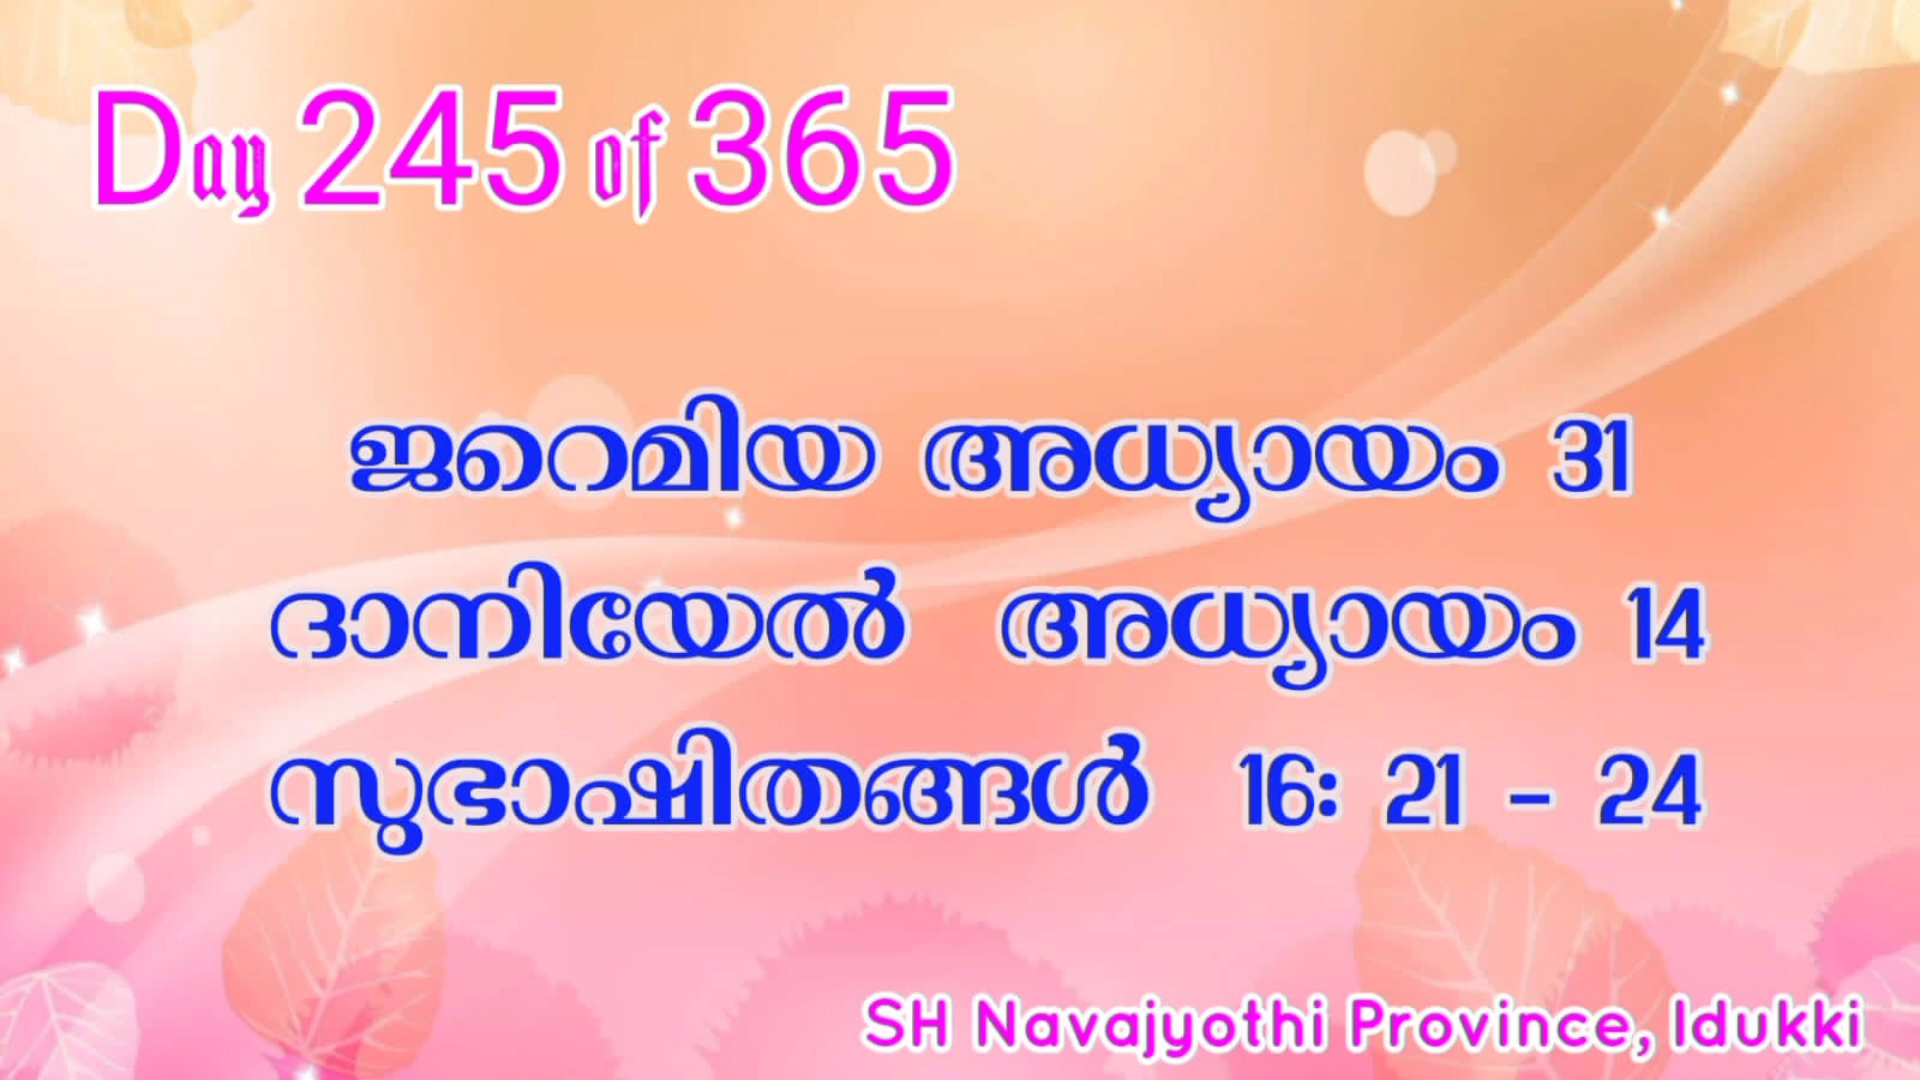 Day 245 of 365
ജറെമിയ അധ്യായം 31
ദാനിയേൽ അധ്യായം 14
സുഭാഷിതങ്ങൾ 16: 21 - 24
SH Navajyothi Province, Idukki